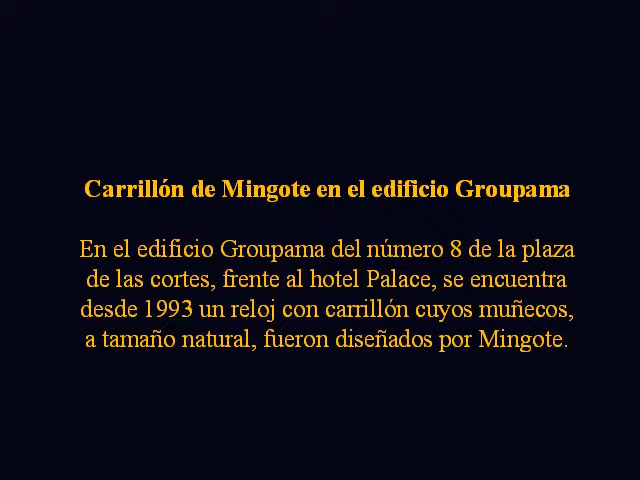 Carrillón de Mingote en el edificio Groupama
En el edificio Groupama del número 8 de la plaza
de las cortes, frente al hotel Palace, se encuentra
desde 1993 un reloj con carrillón cuyos muñecos,
a tamaño natural, fueron diseñados por Mingote.